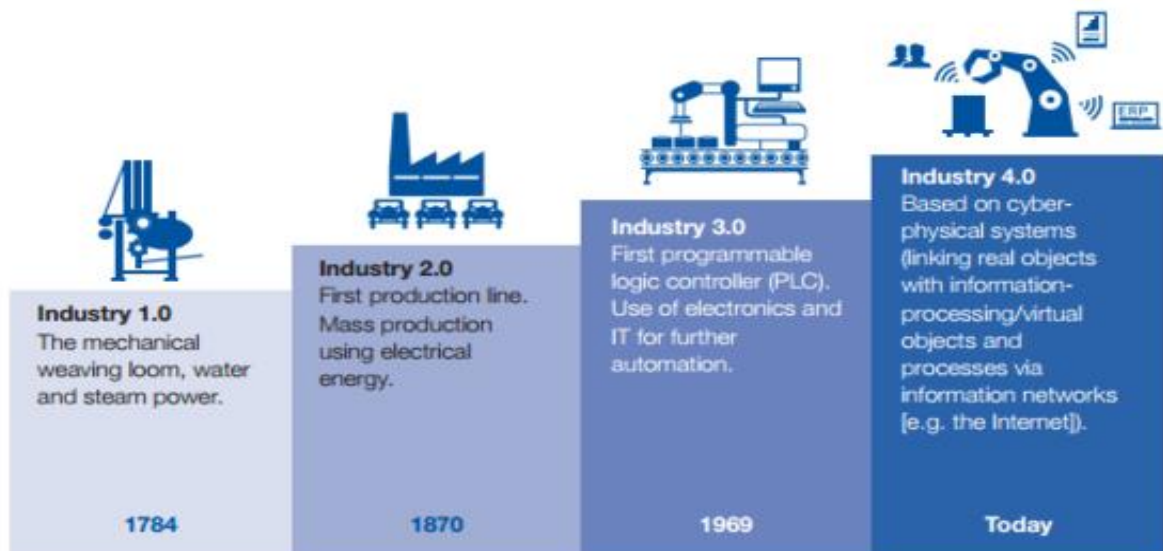 ERP
Industry 1.0
The mechanical
weaving loom, water
and steam power.
1784
Industry 2.0
First production line.
Mass production
using electrical
energy.
1870
Industry 3.0
First programmable
logic controller (PLC).
Use of electronics and
IT for further
automation.
1969
Industry 4.0
Based on cyber-
physical systems
(linking real objects
with information-
processing/virtual
objects and
processes via
information networks
[e.g. the Internet]).
Today